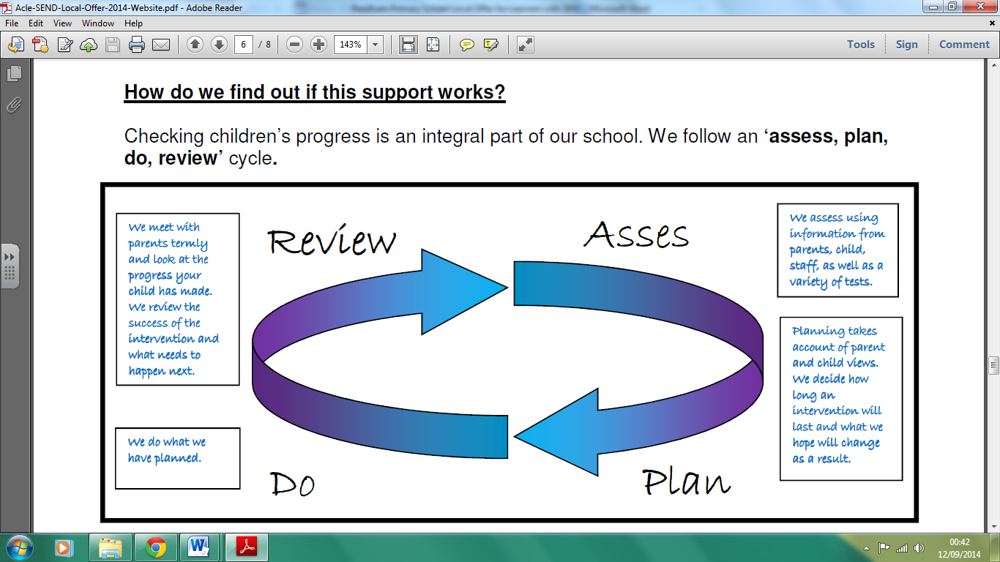 Acle-SEND-Local-Offer-2014-Website.pdf - Adobe Reader
File Edit View Window Help
6 / 8 143% Tools Sign Comment
How do we find out if this support works?
Checking children’s progress is an integral part of our school. We follow an ‘assess, plan,
do, review’ cycle.
Review
Asses
We meet with
parents termly
and look at the
progress your
child has made.
We review the
success of the
intervention and
what needs to
happen next.
We assess using
information from
parents, child,
staff, as well as a
variety of tests.
Planning takes
account of parent
and child views.
We decide how
long an
intervention will
last and what we
hope will change
as a result.
We do what we
have planned.
Do
Plan
00:42
12/09/2014